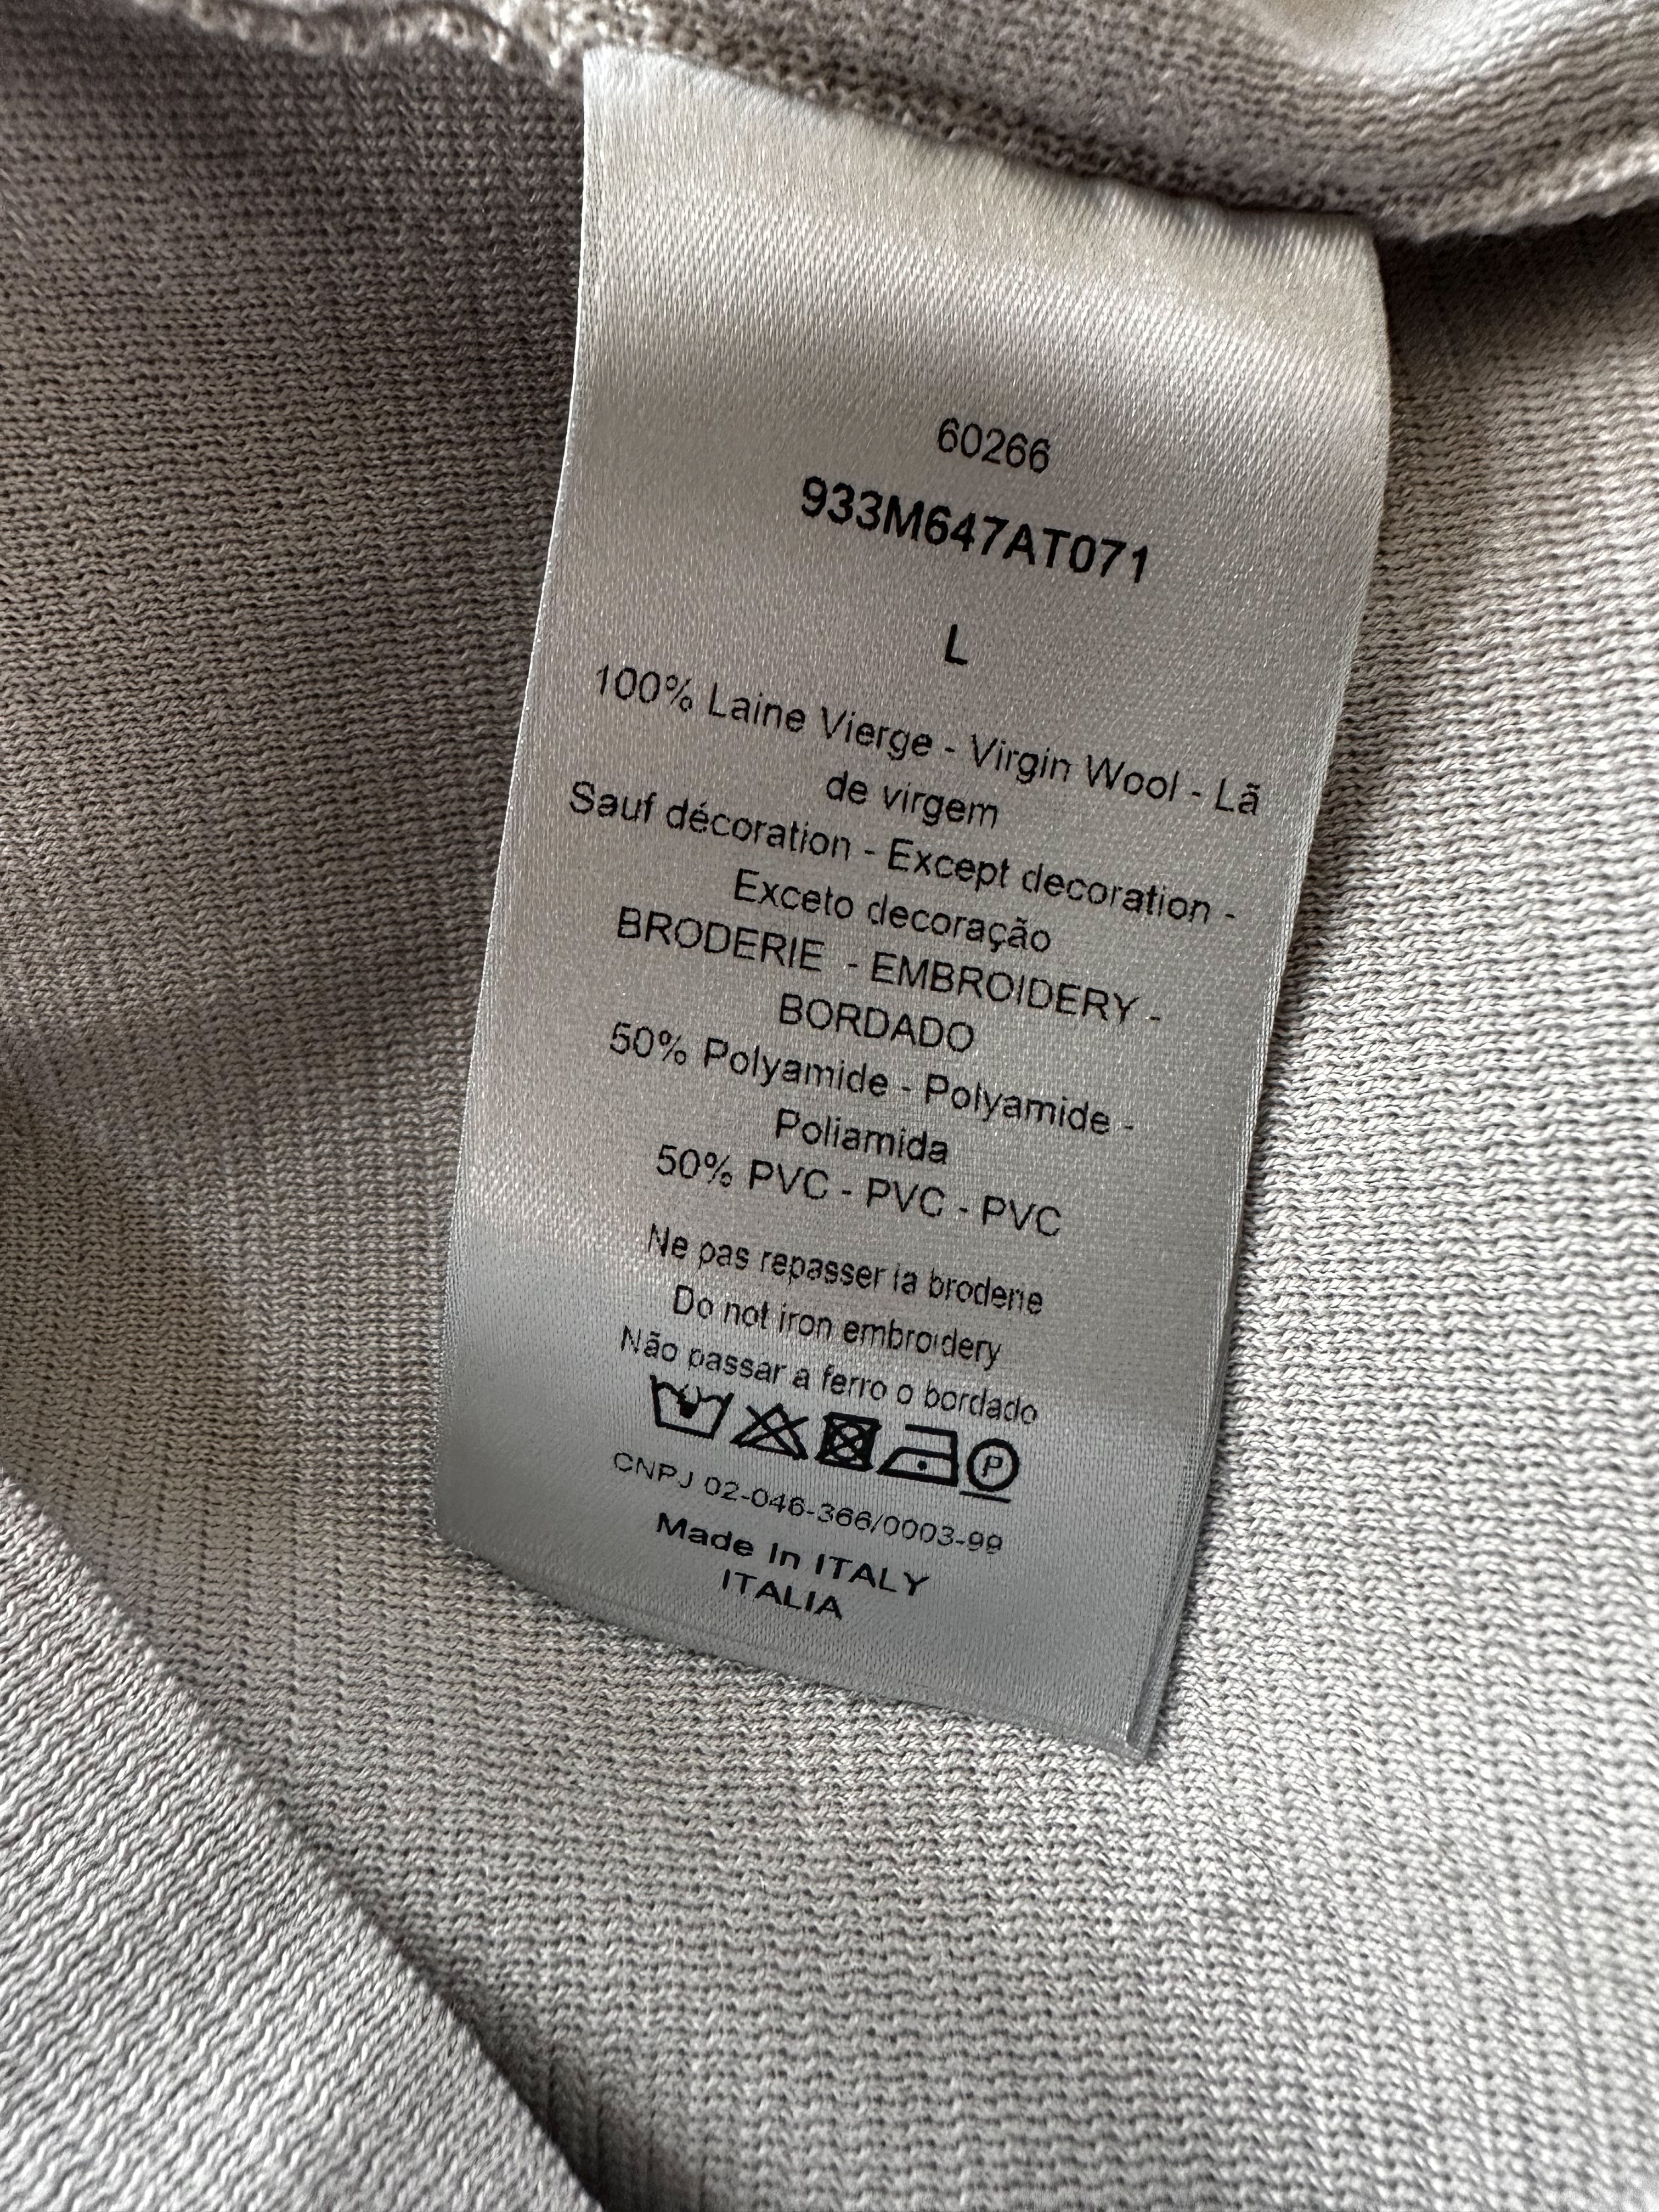 60266
933M647AT071
L
100% Laine Vierge - Virgin Wool - Lã
de virgem
Sauf décoration - Except decoration -
Exceto decoração
BRODERIE - EMBROIDERY -
BORDADO
50% Polyamide - Polyamide -
Poliamida
50% PVC - PVC - PVC
Ne pas repasser la broderie
Do not iron embroidery
Não passar a ferro o bordado
P
CNPJ 02-046-366/0003-99
Made In ITALY
ITALIA